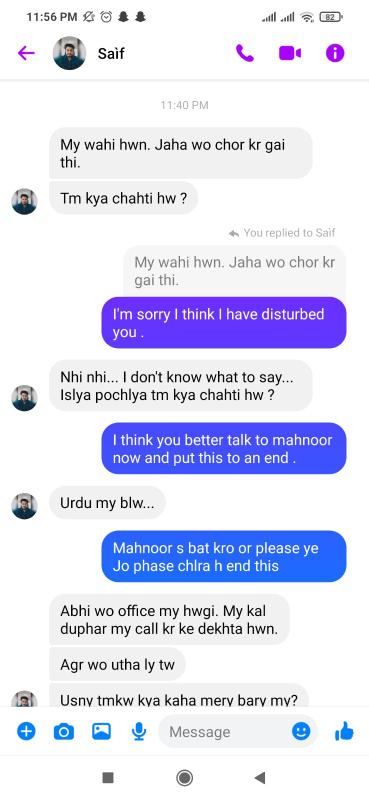 11:56 PM
82
Saif
11:40 PM
My wahi hwn. Jaha wo chor kr gai
thi.
Tm kya chahti hw ?
You replied to Saif
My wahi hwn. Jaha wo chor kr
gai thi.
I'm sorry I think I have disturbed
you .
Nhi nhi... I don't know what to say...
Islya pochlya tm kya chahti hw ?
I think you better talk to mahnoor
now and put this to an end .
Urdu my blw...
Mahnoor s bat kro or please ye
Jo phase chlra h end this
Abhi wo office my hwgi. My kal
duphar my call kr ke dekhta hwn.
Agr wo utha ly tw
Usny tmkw kya kaha mery bary my?
Message